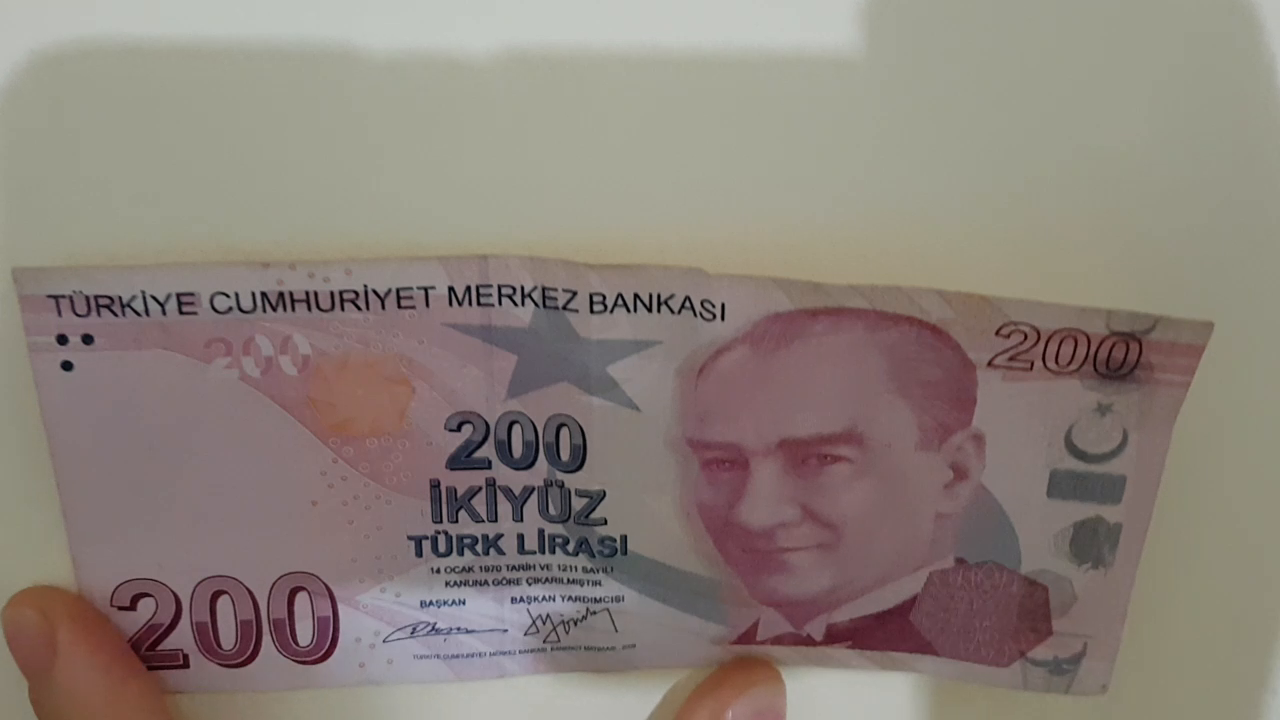 TÜRKİYE CUMHURİYET MERKEZ BANKASI
200
200
200
İKİYÜZ
TÜRK LİRASI
14 OCAK 1970 TARİH VE 1211 SAYILI
KANUNA GÖRE ÇIKARILMIŞTIR.
BAŞKAN BAŞKAN YARDIMCISI
200